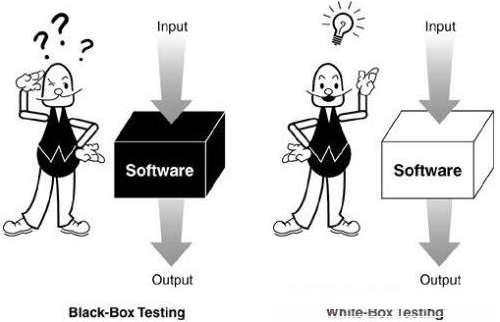 ? ? ?
Input
Software
Output
Black-Box Testing
Input
Software
Output
White-Box Testing